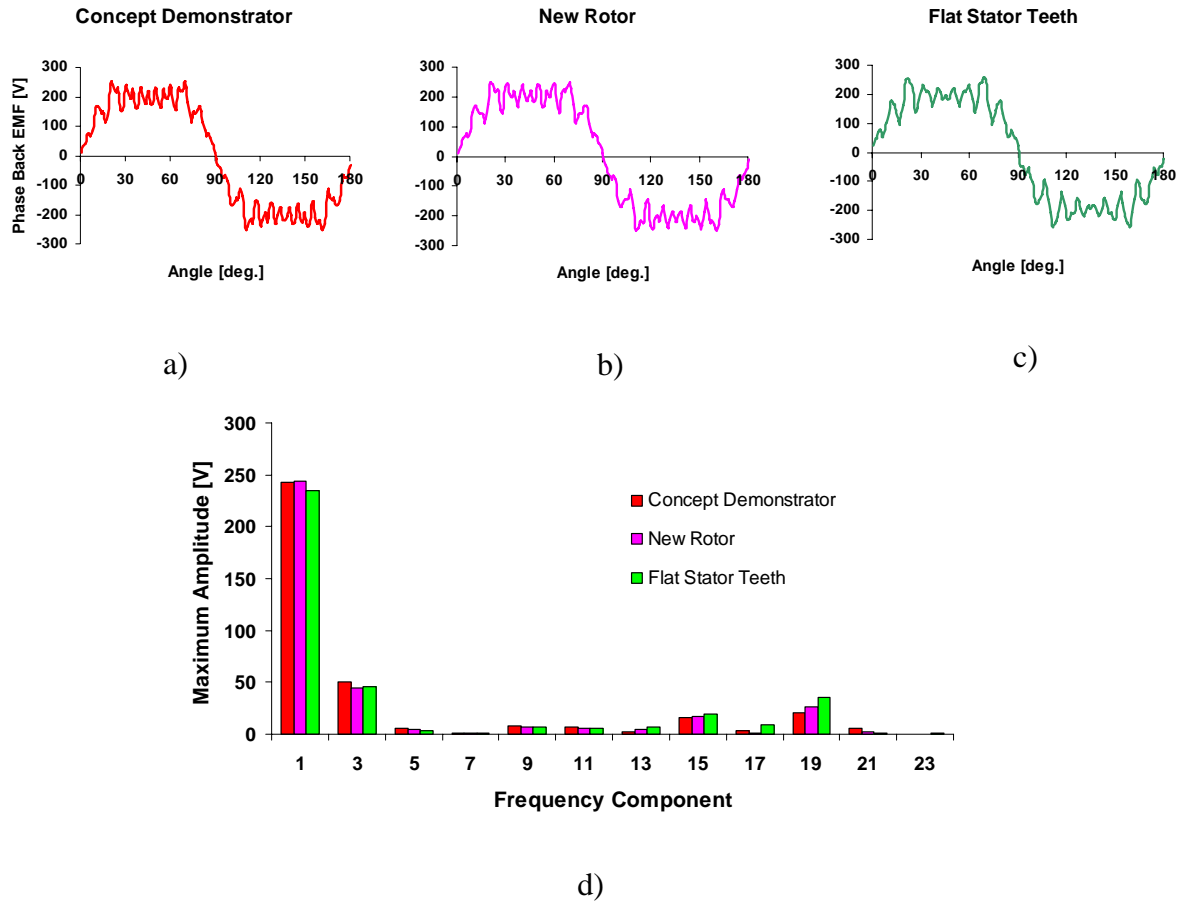 Concept Demonstrator
New Rotor
Flat Stator Teeth
Phase Back EMF [V]
300
200
100
0
-100
-200
-300
0 30 60 90 120 150 180
Angle [deg.]
300
200
100
0
-100
-200
-300
0 30 60 90 120 150 180
Angle [deg.]
300
200
100
0
-100
-200
-300
0 30 60 90 120 150 180
Angle [deg.]
a)
b)
c)
Maximum Amplitude [V]
300
250
200
150
100
50
0
Concept Demonstrator
New Rotor
Flat Stator Teeth
1 3 5 7 9 11 13 15 17 19 21 23
Frequency Component
d)